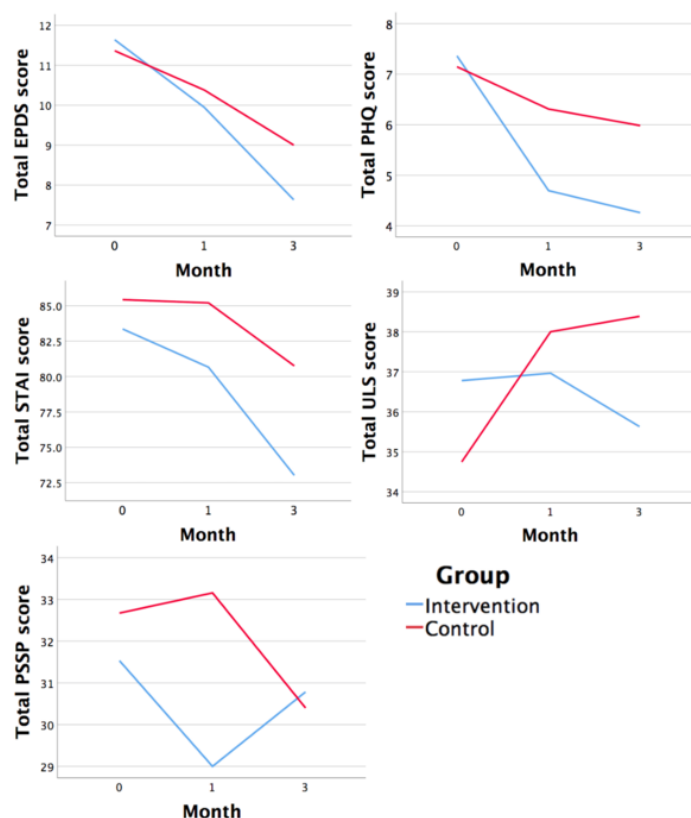 12
11
10
9
8
7
Total EPDS score
0 1 3
Month
8
7
6
5
4
Total PHQ score
0 1 3
Month
85.0
82.5
80.0
77.5
75.0
72.5
Total STAI score
0 1 3
Month
39
38
37
36
35
34
Total ULS score
0 1 3
Month
34
33
32
31
30
29
Total PSSP score
0 1 3
Month
Group
Intervention
Control